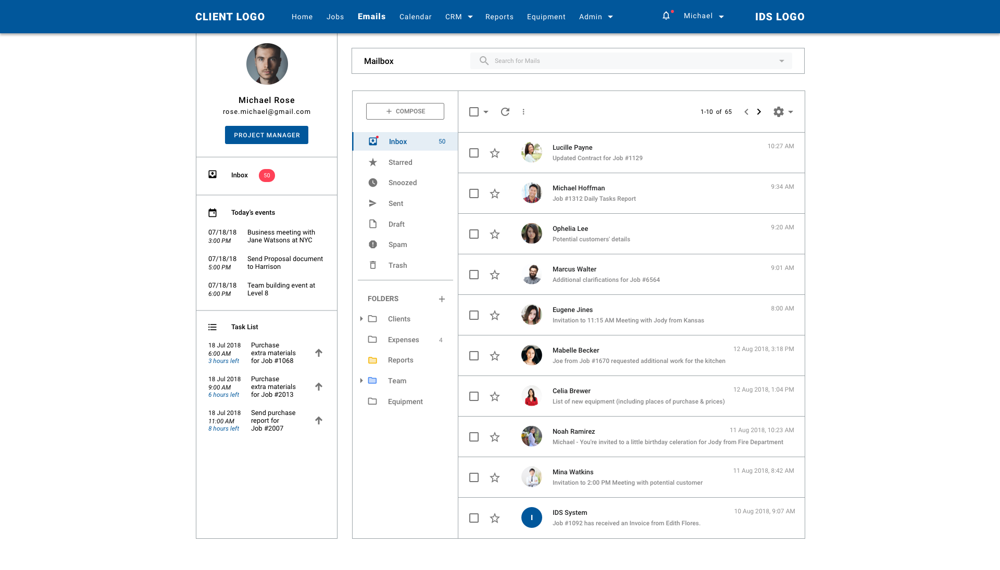 CLIENT LOGO
Home
Jobs
Emails
Calendar
CRM
Reports
Equipment
Admin
Michael
IDS LOGO
Michael Rose
rose.michael@gmail.com
PROJECT MANAGER
Inbox
50
Today’s events
07/18/18
3:00 PM
Business meeting with
Jane Watsons at NYC
07/18/18
5:00 PM
Send Proposal document
to Harrison
07/18/18
6:00 PM
Team building event at
Level 8
Task List
18 Jul 2018
6:00 AM
3 hours left
Purchase
extra materials
for Job #1068
18 Jul 2018
9:00 AM
6 hours left
Purchase
extra materials
for Job #2013
18 Jul 2018
11:00 AM
8 hours left
Send purchase
report for
Job #2007
Mailbox
Search for Mails
COMPOSE
Inbox 50
Starred
Snoozed
Sent
Draft
Spam
Trash
FOLDERS
Clients
Expenses 4
Reports
Team
Equipment
1-10 of 65
Lucille Payne
10:27 AM
Updated Contract for Job #1129
Michael Hoffman
9:34 AM
Job #1312 Daily Tasks Report
Ophelia Lee
9:20 AM
Potential customers' details
Marcus Walter
9:01 AM
Additional clarifications for Job #6564
Eugene Jines
8:00 AM
Invitation to 11:15 AM Meeting with Jody from Kansas
Mabelle Becker
12 Aug 2018, 3:18 PM
Joe from Job #1670 requested additional work for the kitchen
Celia Brewer
12 Aug 2018, 1:04 PM
List of new equipment (including places of purchase & prices)
Noah Ramirez
11 Aug 2018, 10:23 AM
Michael - You're invited to a little birthday celeration for Jody from Fire Department
Mina Watkins
11 Aug 2018, 8:42 AM
Invitation to 2:00 PM Meeting with potential customer
I
IDS System
10 Aug 2018, 9:07 AM
Job #1092 has received an Invoice from Edith Flores.